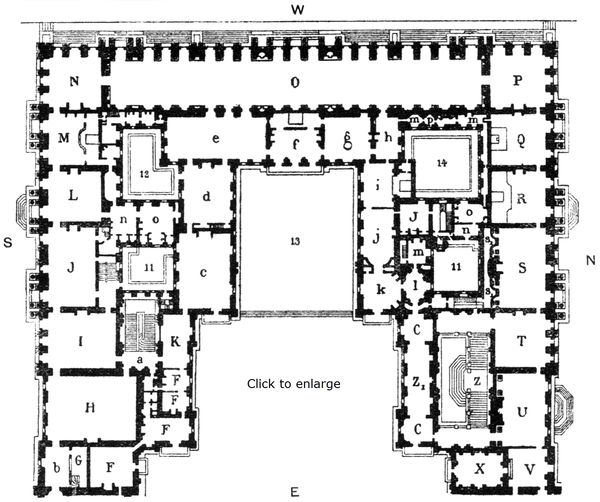 W
N
O
P
M
e
f
g
h
m
p
m
Q
12
14
L
d
i
R
n
o
J
o
n
S
N
J
13
j
m
s
S
11
c
11
k
l
s
I
K
C
T
a
F
Click to enlarge
Z₁
Z
H
F
U
F
C
b
G
F
X
V
E